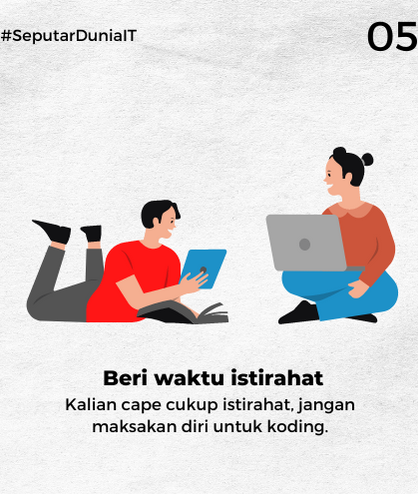 #SeputarDuniaIT
05
Beri waktu istirahat
Kalian cape cukup istirahat, jangan
maksakan diri untuk koding.